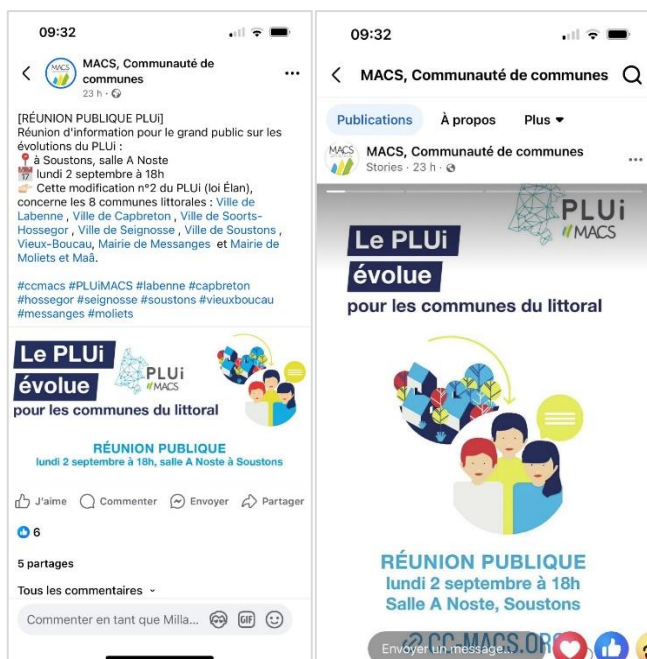 09:32
MACS
MACS, Communauté de
communes
23 h
[RÉUNION PUBLIQUE PLUi]
Réunion d'information pour le grand public sur les
évolutions du PLUi :
à Soustons, salle A Noste
lundi 2 septembre à 18h
Cette modification n°2 du PLUi (loi Élan),
concerne les 8 communes littorales : Ville de
Labenne , Ville de Capbreton , Ville de Soorts-
Hossegor , Ville de Seignosse , Ville de Soustons ,
Vieux-Boucau, Mairie de Messanges et Mairie de
Moliets et Maâ.
#ccmacs #PLUiMACS #labenne #capbreton
#hossegor #seignosse #soustons #vieuxboucau
#messanges #moliets
Le PLUi
évolue
pour les communes du littoral
PLUi
MACS
RÉUNION PUBLIQUE
lundi 2 septembre à 18h, salle A Noste à Soustons
J'aime Commenter Envoyer Partager
6
5 partages
Tous les commentaires
Commenter en tant que Milla... GIF
09:32
MACS, Communauté de communes
Publications À propos Plus
MACS
MACS, Communauté de communes
Stories · 23 h
PLUi
MACS
Le PLUi
évolue
pour les communes du littoral
RÉUNION PUBLIQUE
lundi 2 septembre à 18h
Salle A Noste, Soustons
CC-MACS.OR
Envoyer un message...